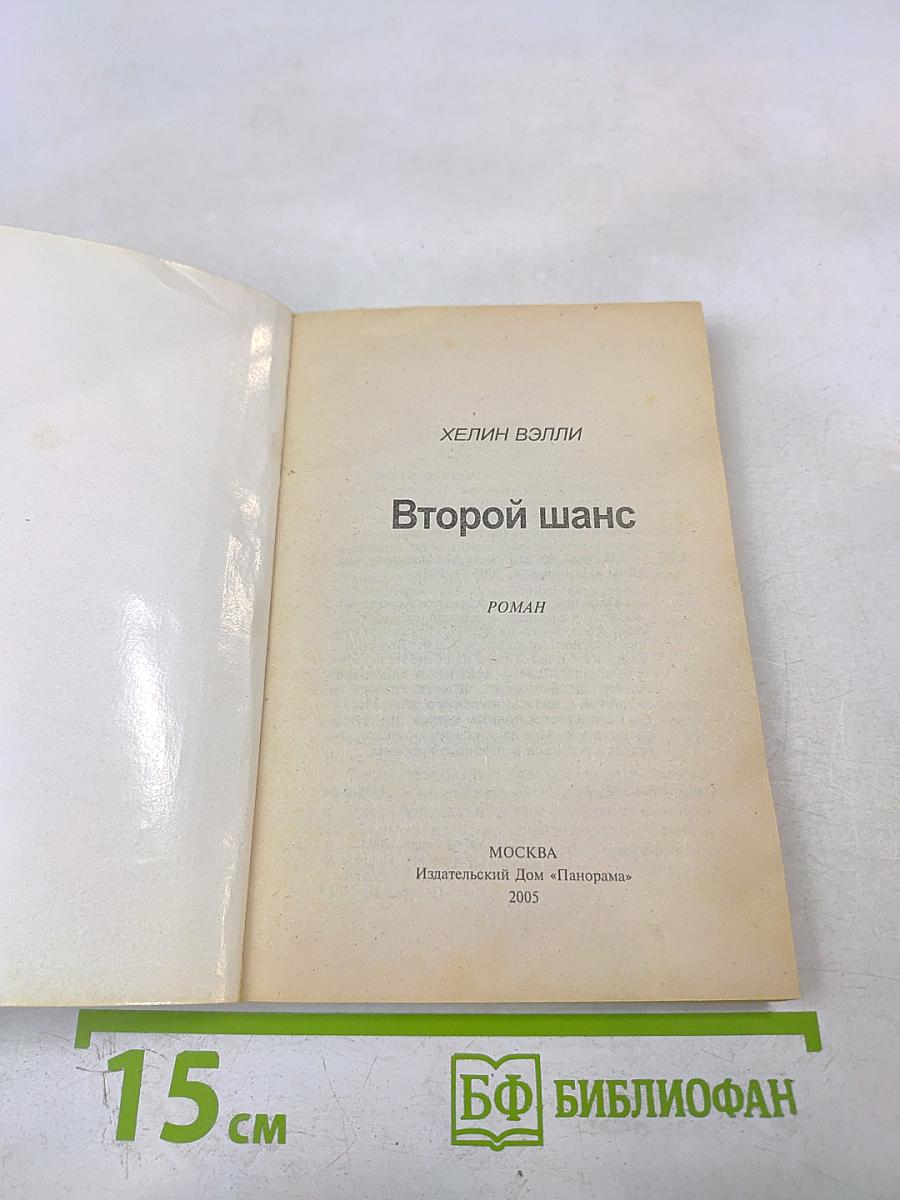 ХЕЛИН ВЭЛЛИ
Второй шанс
РОМАН
МОСКВА
Издательский Дом «Панорама»
2005
15 см
БФ БИБЛИОФАН